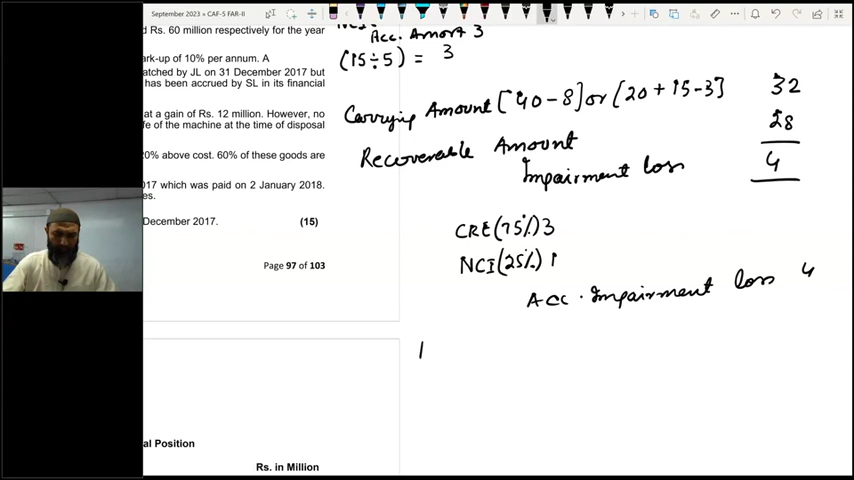 September 2023 » CAF-5 FAR-II
d Rs. 60 million respectively for the year
ark-up of 10% per annum. A
atched by JL on 31 December 2017 but
has been accrued by SL in its financial
at a gain of Rs. 12 million. However, no
fe of the machine at the time of disposal
20% above cost. 60% of these goods are
017 which was paid on 2 January 2018.
es.
December 2017. (15)
Page 97 of 103
al Position
Rs. in Million
Acc. Amort 3
(15÷5) = 3
Carrying Amount [40-8] or [20+15-3] 32
Recoverable Amount 28
Impairment loss 4
CRE(75%) 3
NCI(25%) 1
Acc. Impairment loss 4